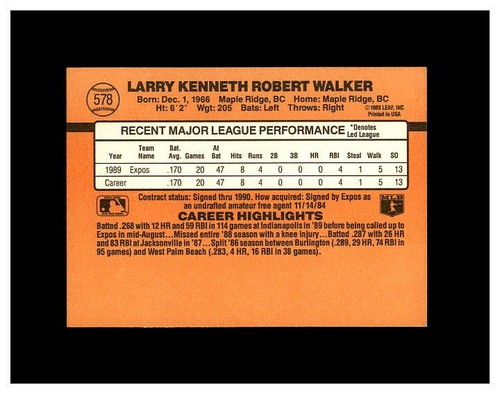 578
LARRY KENNETH ROBERT WALKER
Born: Dec. 1, 1966 Maple Ridge, BC Home: Maple Ridge, BC
Ht: 6' 2" Wgt: 205 Bats: Left Throws: Right
© 1989 LEAF, INC
Printed in USA
RECENT MAJOR LEAGUE PERFORMANCE *Denotes Led League
Year Team Name Bat. Avg. Games At Bat Hits Runs 2B 3B HR RBI Steal Walk SO
1989 Expos .170 20 47 8 4 0 0 0 4 1 5 13
Career .170 20 47 8 4 0 0 0 4 1 5 13
Contract status: Signed thru 1990. How acquired: Signed by Expos as
an undrafted amateur free agent 11/14/84
CAREER HIGHLIGHTS
Batted .268 with 12 HR and 59 RBI in 114 games at Indianapolis in '89 before being called up to
Expos in mid-August...Missed entire '88 season with a knee injury...Batted .287 with 26 HR
and 83 RBI at Jacksonville in '87...Split '86 season between Burlington (.289, 29 HR, 74 RBI in
95 games) and West Palm Beach (.283, 4 HR, 16 RBI in 38 games).